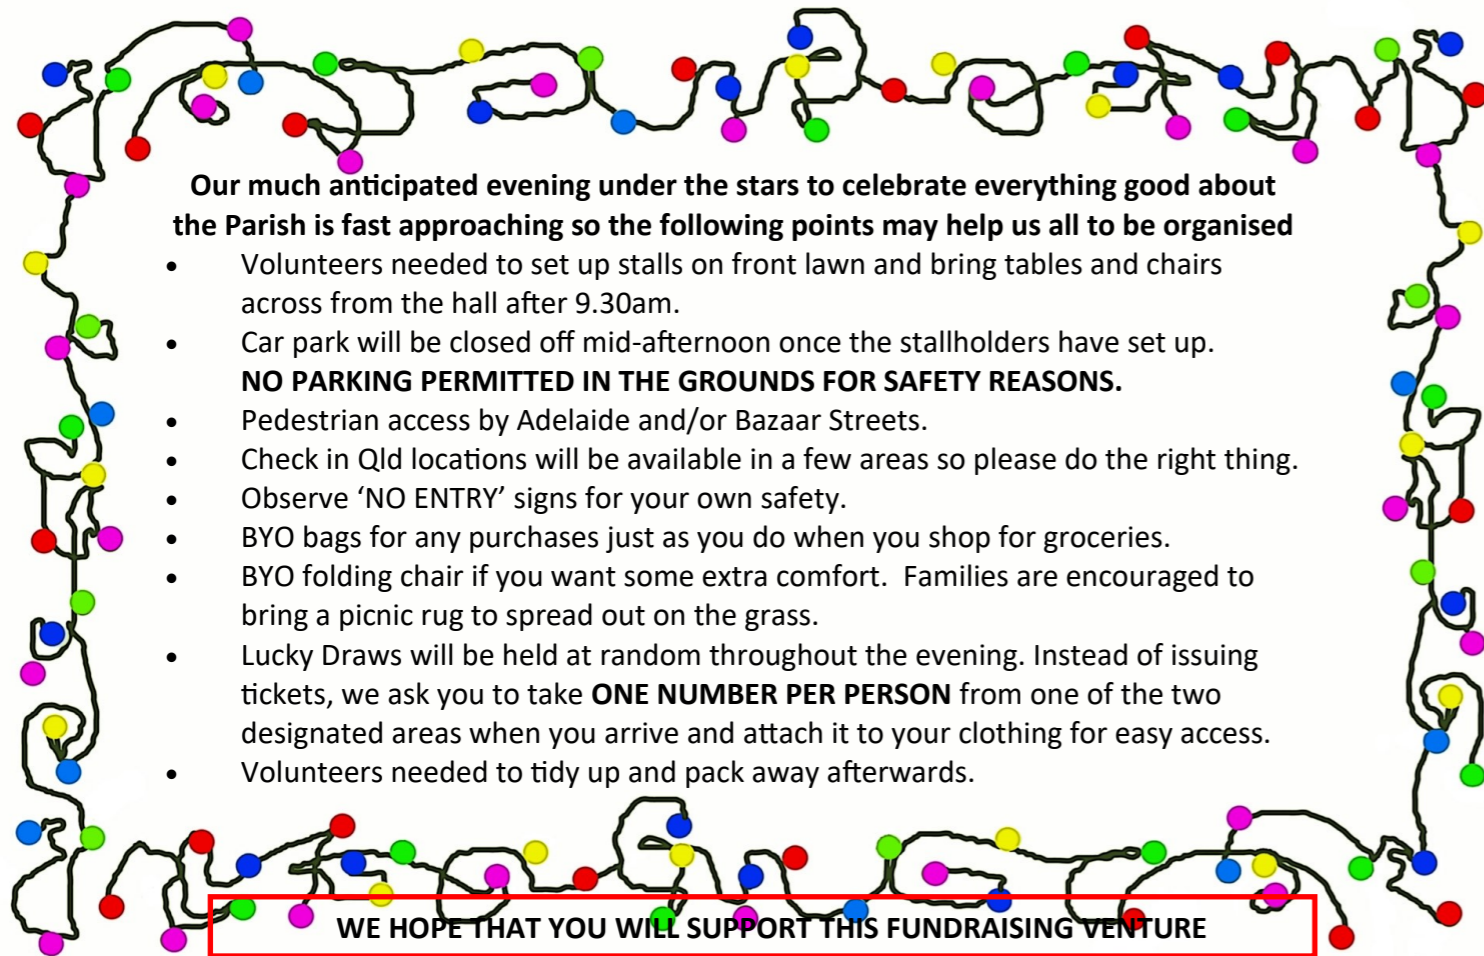 Our much anticipated evening under the stars to celebrate everything good about
the Parish is fast approaching so the following points may help us all to be organised
• Volunteers needed to set up stalls on front lawn and bring tables and chairs
across from the hall after 9.30am.
• Car park will be closed off mid-afternoon once the stallholders have set up.
NO PARKING PERMITTED IN THE GROUNDS FOR SAFETY REASONS.
• Pedestrian access by Adelaide and/or Bazaar Streets.
• Check in Qld locations will be available in a few areas so please do the right thing.
• Observe ‘NO ENTRY’ signs for your own safety.
• BYO bags for any purchases just as you do when you shop for groceries.
• BYO folding chair if you want some extra comfort.  Families are encouraged to
bring a picnic rug to spread out on the grass.
• Lucky Draws will be held at random throughout the evening. Instead of issuing
tickets, we ask you to take ONE NUMBER PER PERSON from one of the two
designated areas when you arrive and attach it to your clothing for easy access.
• Volunteers needed to tidy up and pack away afterwards.
WE HOPE THAT YOU WILL SUPPORT THIS FUNDRAISING VENTURE